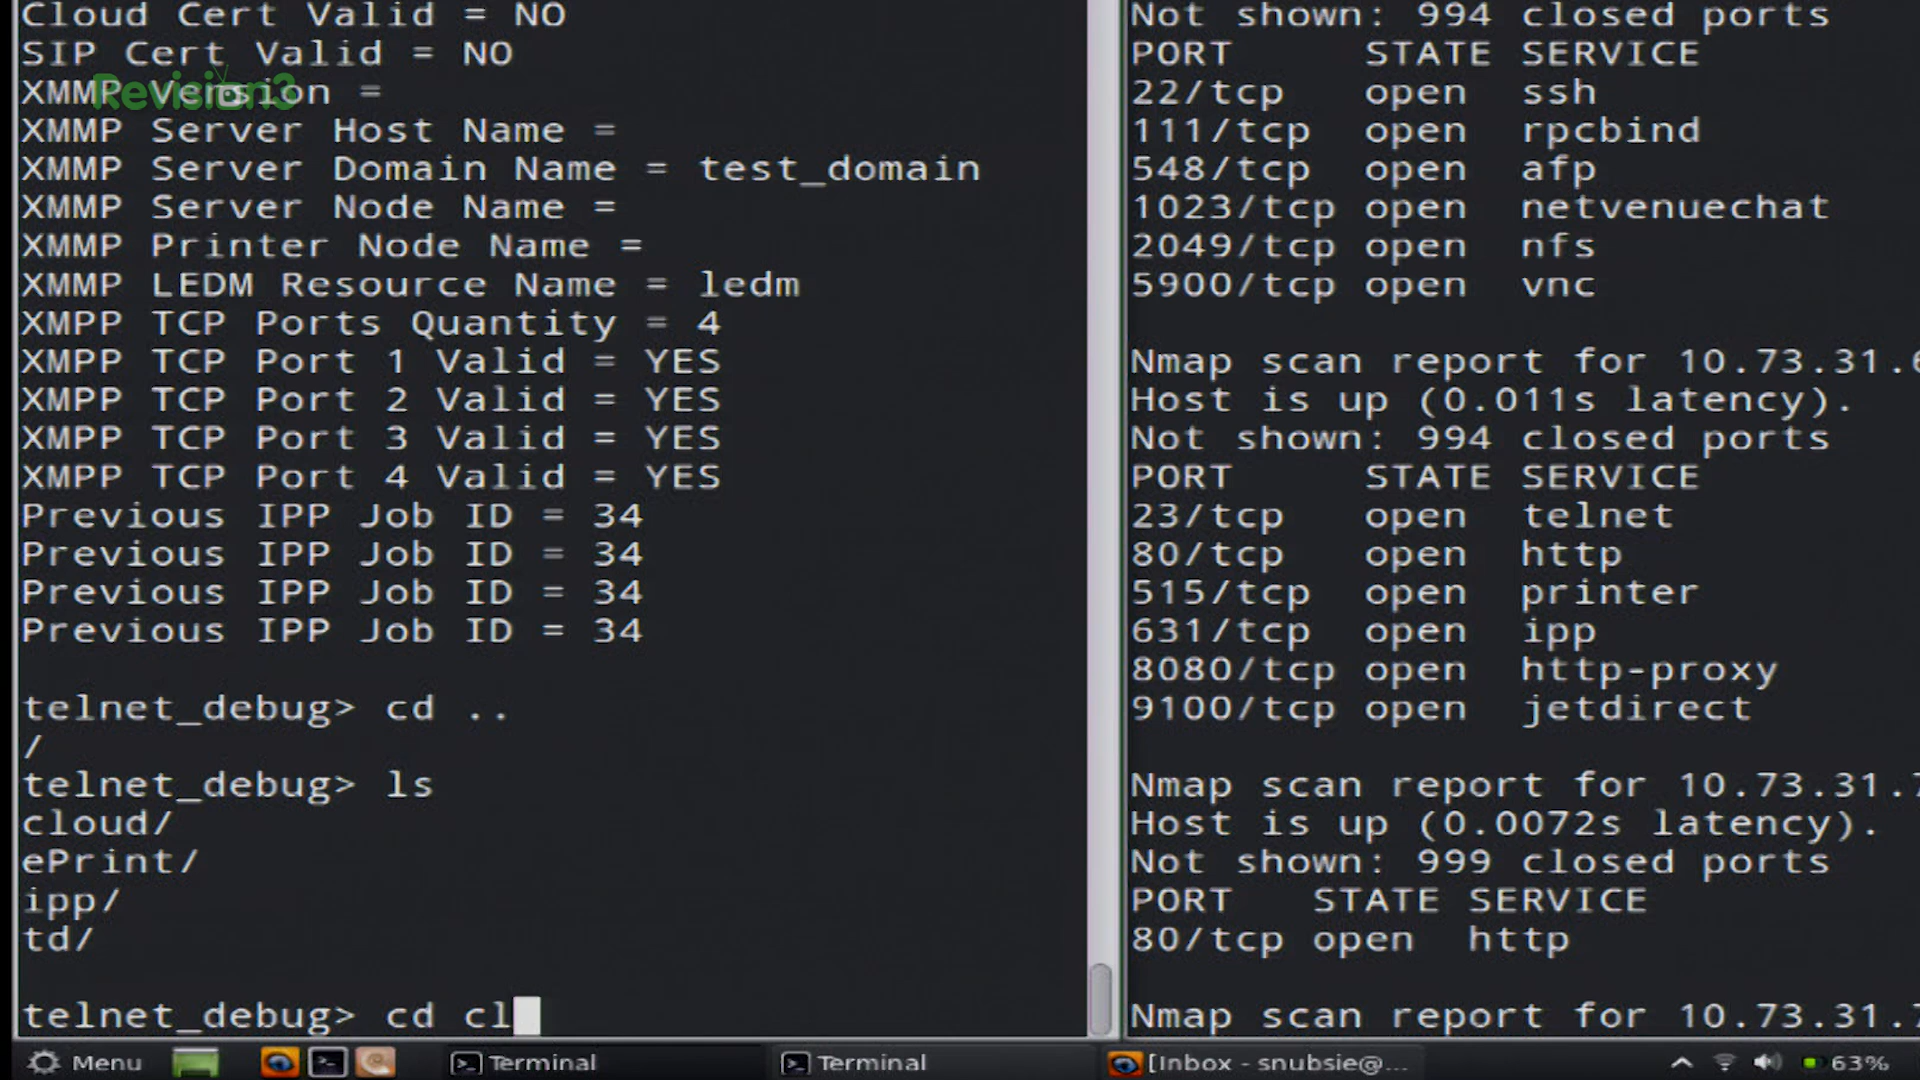 Cloud Cert Valid = NO
SIP Cert Valid = NO
XMMP Version =
Revision3
XMMP Server Host Name =
XMMP Server Domain Name = test_domain
XMMP Server Node Name =
XMMP Printer Node Name =
XMMP LEDM Resource Name = ledm
XMPP TCP Ports Quantity = 4
XMPP TCP Port 1 Valid = YES
XMPP TCP Port 2 Valid = YES
XMPP TCP Port 3 Valid = YES
XMPP TCP Port 4 Valid = YES
Previous IPP Job ID = 34
Previous IPP Job ID = 34
Previous IPP Job ID = 34
Previous IPP Job ID = 34
telnet_debug> cd ..
/
telnet_debug> ls
cloud/
ePrint/
ipp/
td/
telnet_debug> cd cl
Not shown: 994 closed ports
PORT STATE SERVICE
22/tcp open ssh
111/tcp open rpcbind
548/tcp open afp
1023/tcp open netvenuechat
2049/tcp open nfs
5900/tcp open vnc
Nmap scan report for 10.73.31.6
Host is up (0.011s latency).
Not shown: 994 closed ports
PORT STATE SERVICE
23/tcp open telnet
80/tcp open http
515/tcp open printer
631/tcp open ipp
8080/tcp open http-proxy
9100/tcp open jetdirect
Nmap scan report for 10.73.31.7
Host is up (0.0072s latency).
Not shown: 999 closed ports
PORT STATE SERVICE
80/tcp open http
Nmap scan report for 10.73.31.7
Menu
Terminal
Terminal
[Inbox - snubsie@...
63%